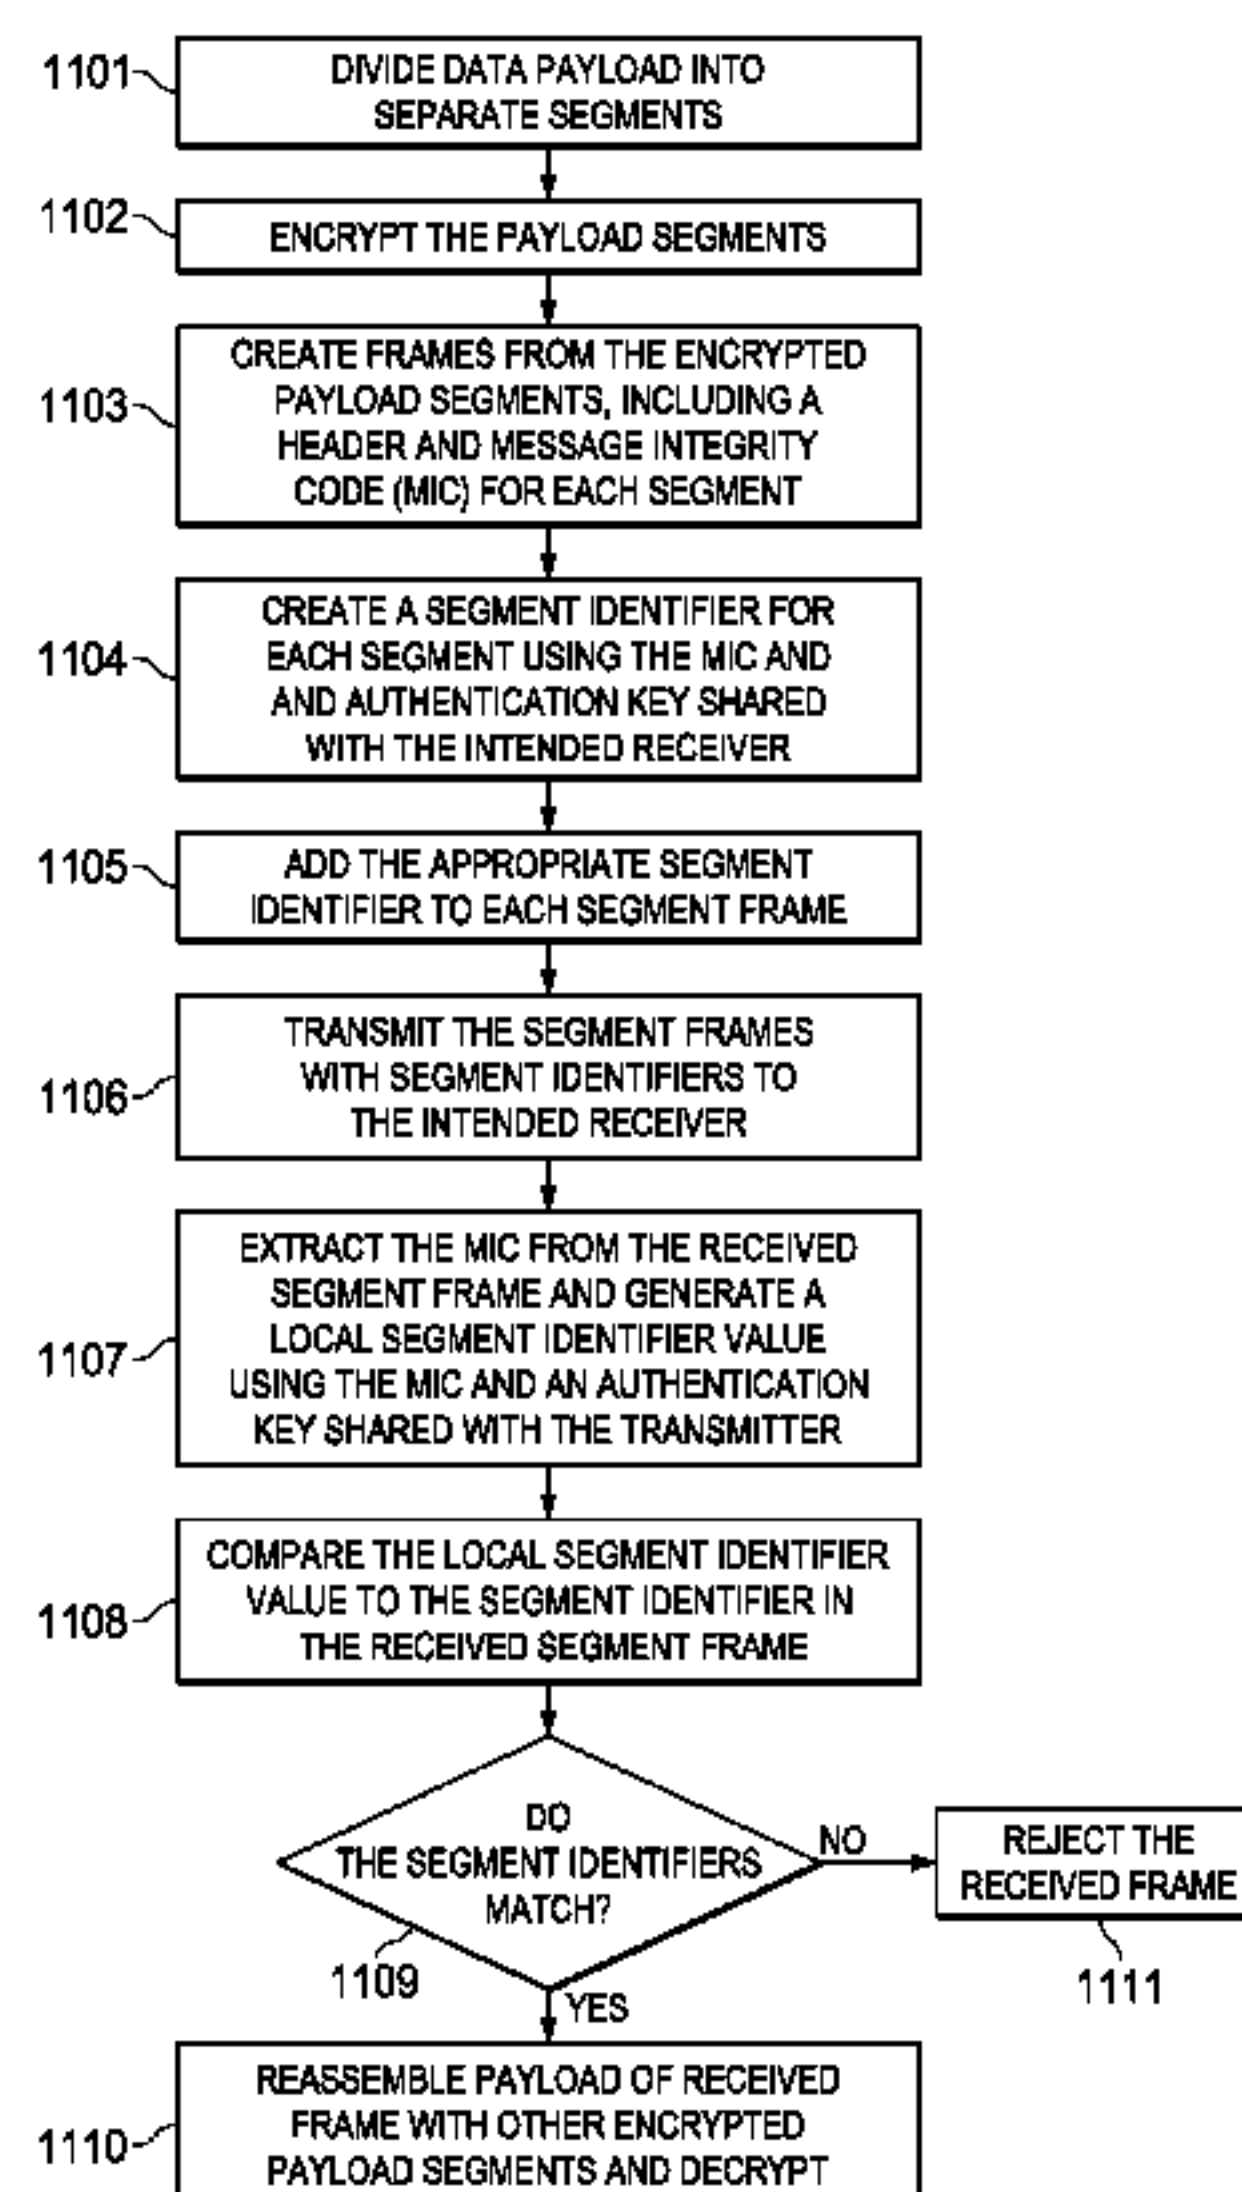 1101
DIVIDE DATA PAYLOAD INTO
SEPARATE SEGMENTS
1102
ENCRYPT THE PAYLOAD SEGMENTS
1103
CREATE FRAMES FROM THE ENCRYPTED
PAYLOAD SEGMENTS, INCLUDING A
HEADER AND MESSAGE INTEGRITY
CODE (MIC) FOR EACH SEGMENT
1104
CREATE A SEGMENT IDENTIFIER FOR
EACH SEGMENT USING THE MIC AND
AND AUTHENTICATION KEY SHARED
WITH THE INTENDED RECEIVER
1105
ADD THE APPROPRIATE SEGMENT
IDENTIFIER TO EACH SEGMENT FRAME
1106
TRANSMIT THE SEGMENT FRAMES
WITH SEGMENT IDENTIFIERS TO
THE INTENDED RECEIVER
1107
EXTRACT THE MIC FROM THE RECEIVED
SEGMENT FRAME AND GENERATE A
LOCAL SEGMENT IDENTIFIER VALUE
USING THE MIC AND AN AUTHENTICATION
KEY SHARED WITH THE TRANSMITTER
1108
COMPARE THE LOCAL SEGMENT IDENTIFIER
VALUE TO THE SEGMENT IDENTIFIER IN
THE RECEIVED SEGMENT FRAME
DO
THE SEGMENT IDENTIFIERS
MATCH?
1109
NO
REJECT THE
RECEIVED FRAME
1111
YES
1110
REASSEMBLE PAYLOAD OF RECEIVED
FRAME WITH OTHER ENCRYPTED
PAYLOAD SEGMENTS AND DECRYPT